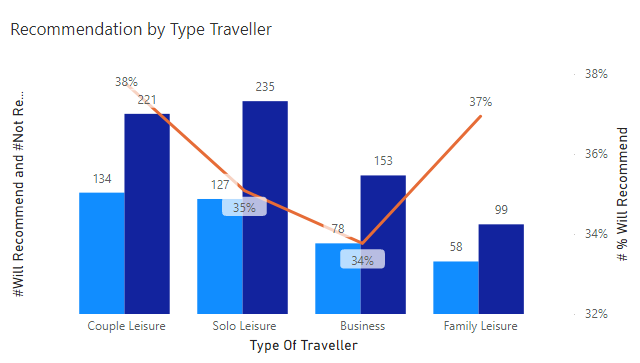 Recommendation by Type Traveller
#Will Recommend and #Not Re...
38%
221
235
134
127
35%
78
153
34%
37%
58
99
38%
36%
34%
32%
# % Will Recommend
Couple Leisure
Solo Leisure
Business
Family Leisure
Type Of Traveller